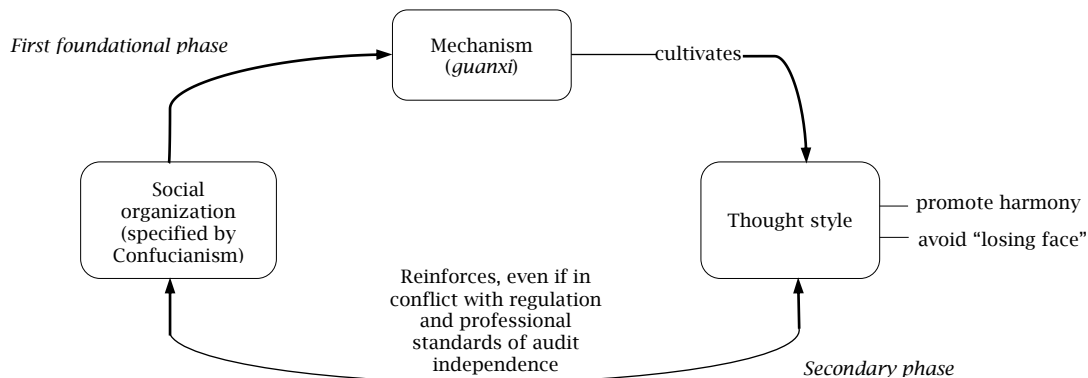 First foundational phase
Mechanism
(guanxi)
cultivates
Social
organization
(specified by
Confucianism)
Thought style
promote harmony
avoid “losing face”
Reinforces, even if in
conflict with regulation
and professional
standards of audit
independence
Secondary phase